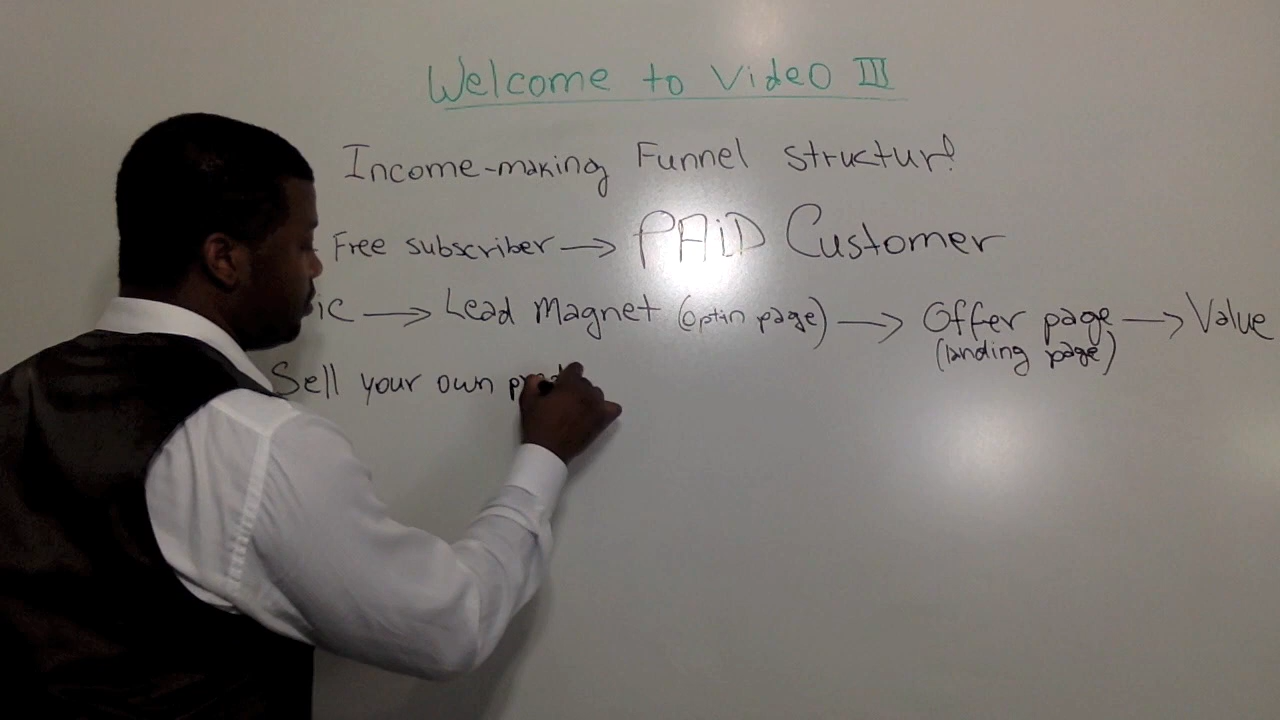 Welcome to Video III
Income-making Funnel structur!
Free subscriber → PAiD Customer
ic → Lead Magnet (optin page) → Offer page → Value
(landing page)
Sell your own